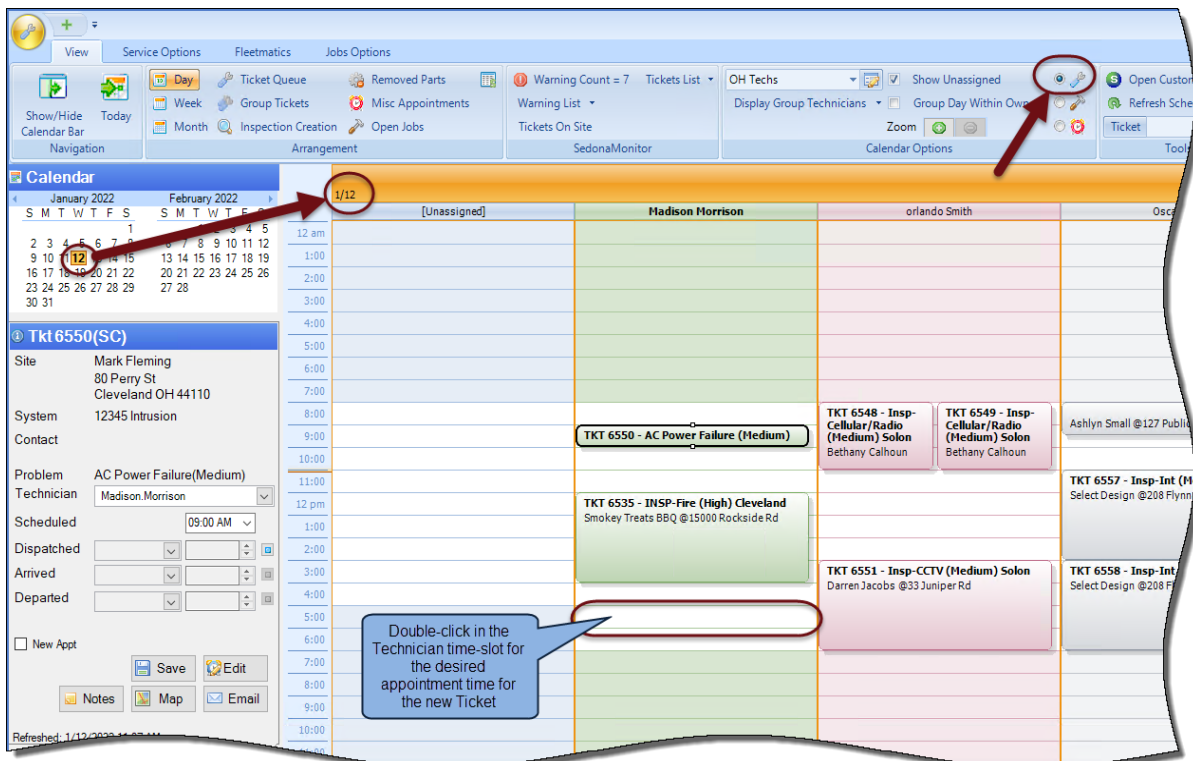 View Service Options Fleetmatics Jobs Options
Show/Hide
Calendar Bar
Today
Navigation
Day
Week
Month
Ticket Queue
Group Tickets
Inspection Creation
Removed Parts
Misc Appointments
Open Jobs
Arrangement
Warning Count = 7 Tickets List
Warning List
Tickets On Site
SedonaMonitor
OH Techs
Display Group Technicians
Show Unassigned
Group Day Within
Zoom
Calendar Options
Open Custom
Refresh Sche
Ticket
Tools
Calendar
January 2022
S M T W T F S
1
2 3 4 5 6 7 8
9 10 11 12 13 14 15
16 17 18 19 20 21 22
23 24 25 26 27 28 29
30 31
February 2022
S M T W T F S
2 3 4 5
6 7 8 9 10 11 12
13 14 15 16 17 18 19
20 21 22 23 24 25 26
27 28
Tkt 6550(SC)
Site Mark Fleming
80 Perry St
Cleveland OH 44110
System 12345 Intrusion
Contact
Problem AC Power Failure(Medium)
Technician Madison.Morrison
Scheduled 09:00 AM
Dispatched
Arrived
Departed
New Appt
Save Edit
Notes Map Email
Refreshed: 1/12/2022
1/12
[Unassigned] Madison Morrison orlando Smith Osca
12 am
1:00
2:00
3:00
4:00
5:00
6:00
7:00
8:00
9:00
10:00
11:00
12 pm
1:00
2:00
3:00
4:00
5:00
6:00
7:00
8:00
9:00
10:00
TKT 6550 - AC Power Failure (Medium)
TKT 6535 - INSP-Fire (High) Cleveland
Smokey Treats BBQ @15000 Rockside Rd
Double-click in the
Technician time-slot for
the desired
appointment time for
the new Ticket
TKT 6548 - Insp-
Cellular/Radio
(Medium) Solon
Bethany Calhoun
TKT 6549 - Insp-
Cellular/Radio
(Medium) Solon
Bethany Calhoun
TKT 6551 - Insp-CCTV (Medium) Solon
Darren Jacobs @33 Juniper Rd
Ashlyn Small @127 Public
TKT 6557 - Insp-Int (M
Select Design @208 Flynn
TKT 6558 - Insp-Int
Select Design @208 Fl